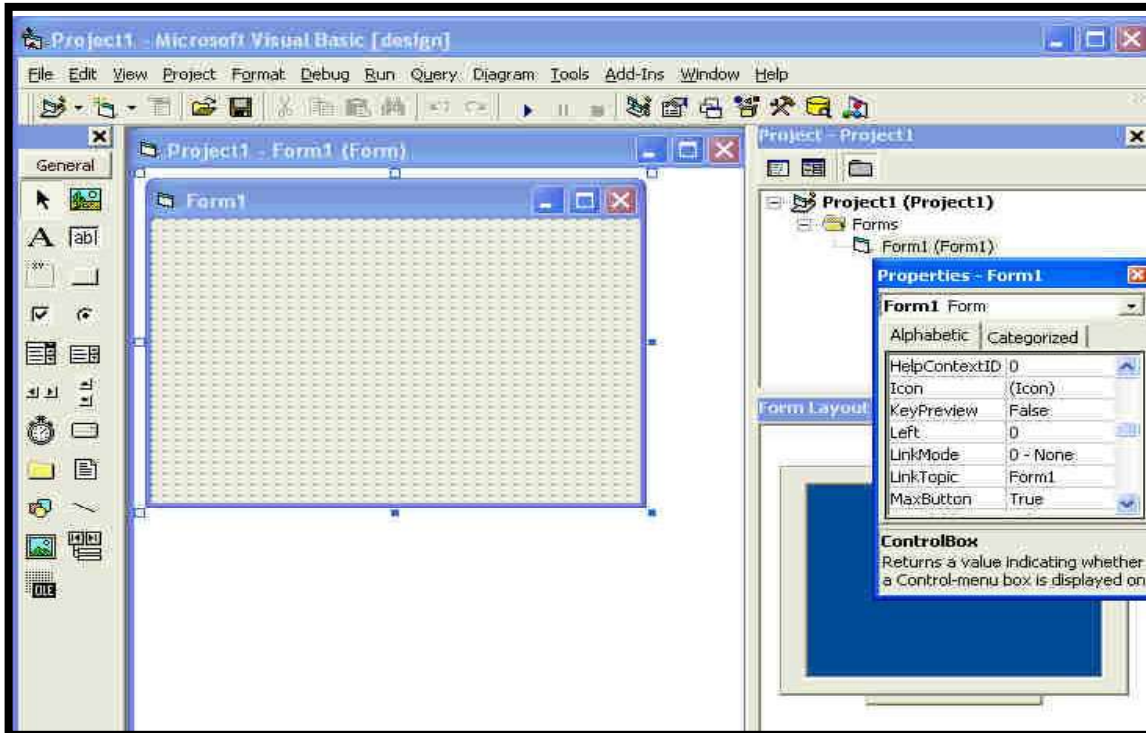 Project1 - Microsoft Visual Basic [design]
File Edit View Project Format Debug Run Query Diagram Tools Add-Ins Window Help
General
A ab|
xv
OLE
Project1 - Form1 (Form)
Form1
Project - Project1
Project1 (Project1)
Forms
Form1 (Form1)
Properties - Form1
Form1 Form
Alphabetic Categorized
HelpContextID 0
Icon (Icon)
KeyPreview False
Left 0
LinkMode 0 - None
LinkTopic Form1
MaxButton True
ControlBox
Returns a value indicating whether
a Control-menu box is displayed on
Form Layout